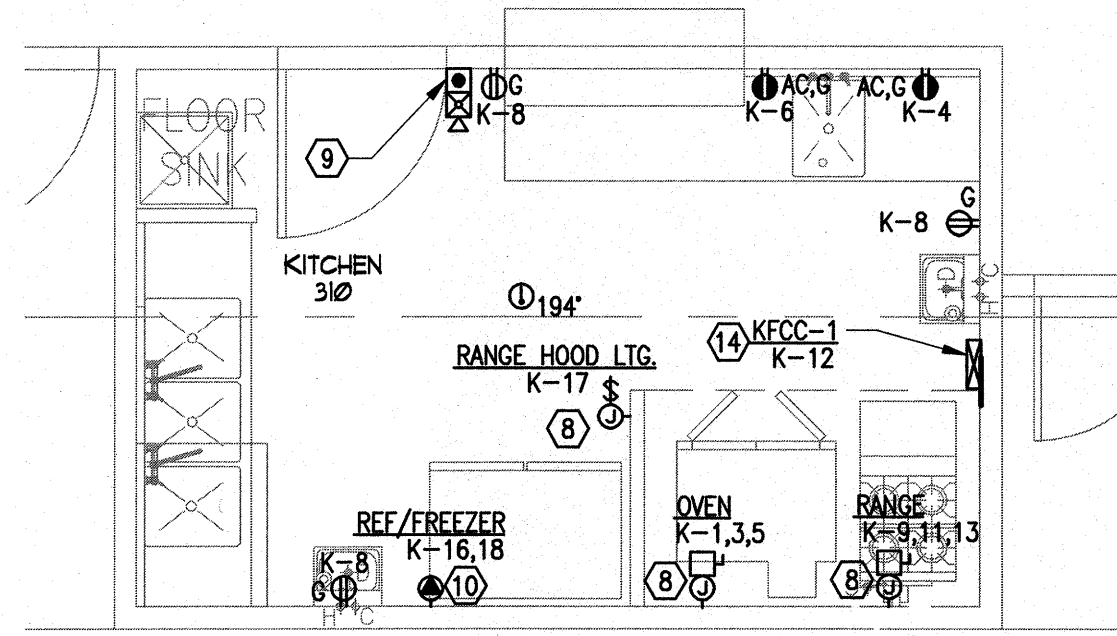 G
AC,G
AC,G
K-8
K-6
K-4
FLOOR
SINK
9
G
K-8
KITCHEN
310
D
C
H
194°
14
KFCC-1
K-12
RANGE HOOD LTG.
K-17
$
8
J
OVEN
K-1,3,5
RANGE
K-9,11,13
REF/FREEZER
K-16,18
K-8
G
D
10
8
J
8
J
H
C